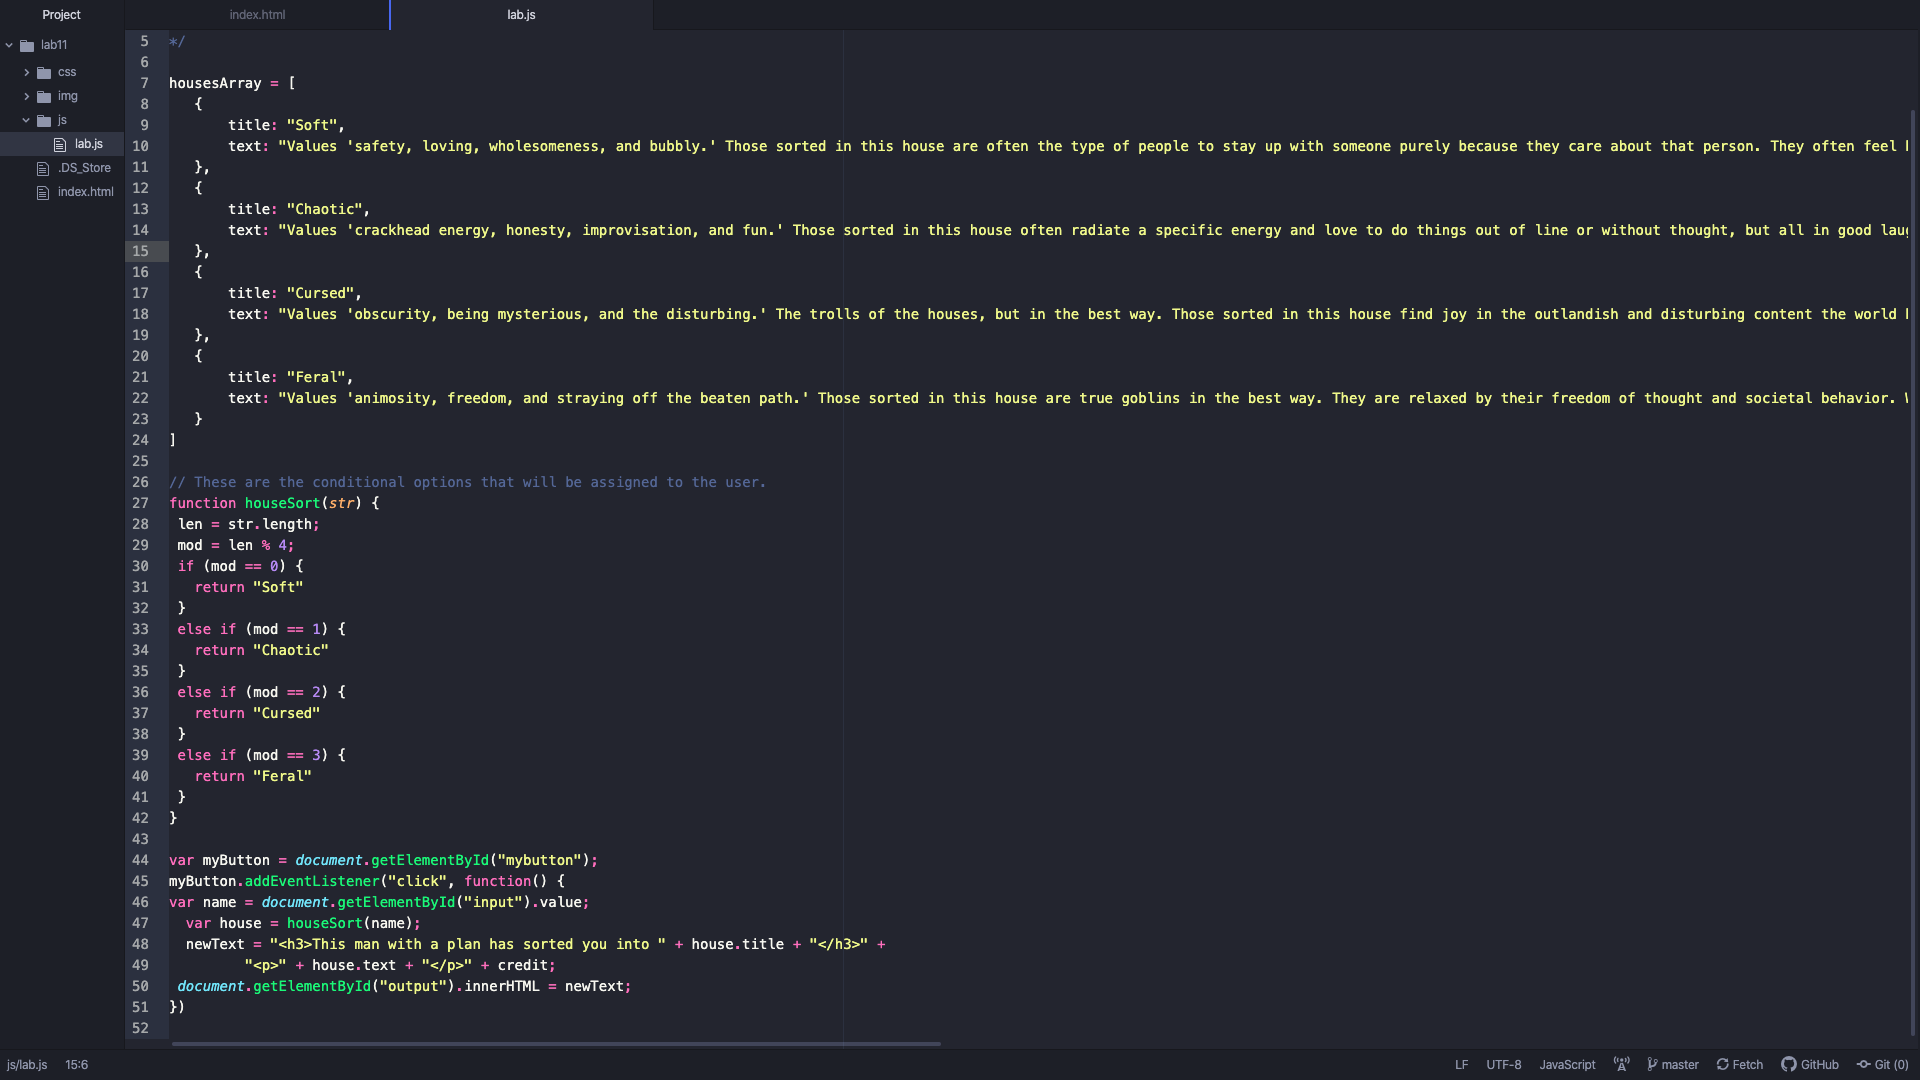 Project
index.html
lab.js
lab11
css
img
js
lab.js
.DS_Store
index.html
5 */
6
7 housesArray = [
8 {
9 title: "Soft",
10 text: "Values 'safety, loving, wholesomeness, and bubbly.' Those sorted in this house are often the type of people to stay up with someone purely because they care about that person. They often feel
11 },
12 {
13 title: "Chaotic",
14 text: "Values 'crackhead energy, honesty, improvisation, and fun.' Those sorted in this house often radiate a specific energy and love to do things out of line or without thought, but all in good
15 },
16 {
17 title: "Cursed",
18 text: "Values 'obscurity, being mysterious, and the disturbing.' The trolls of the houses, but in the best way. Those sorted in this house find joy in the outlandish and disturbing content the world
19 },
20 {
21 title: "Feral",
22 text: "Values 'animosity, freedom, and straying off the beaten path.' Those sorted in this house are true goblins in the best way. They are relaxed by their freedom of thought and societal behavior.
23 }
24 ]
25
26 // These are the conditional options that will be assigned to the user.
27 function houseSort(str) {
28 len = str.length;
29 mod = len % 4;
30 if (mod == 0) {
31 return "Soft"
32 }
33 else if (mod == 1) {
34 return "Chaotic"
35 }
36 else if (mod == 2) {
37 return "Cursed"
38 }
39 else if (mod == 3) {
40 return "Feral"
41 }
42 }
43
44 var myButton = document.getElementById("mybutton");
45 myButton.addEventListener("click", function() {
46 var name = document.getElementById("input").value;
47 var house = houseSort(name);
48 newText = "<h3>This man with a plan has sorted you into " + house.title + "</h3>" +
49 "<p>" + house.text + "</p>" + credit;
50 document.getElementById("output").innerHTML = newText;
51 })
52
js/lab.js 15:6
LF UTF-8 JavaScript master Fetch GitHub Git (0)